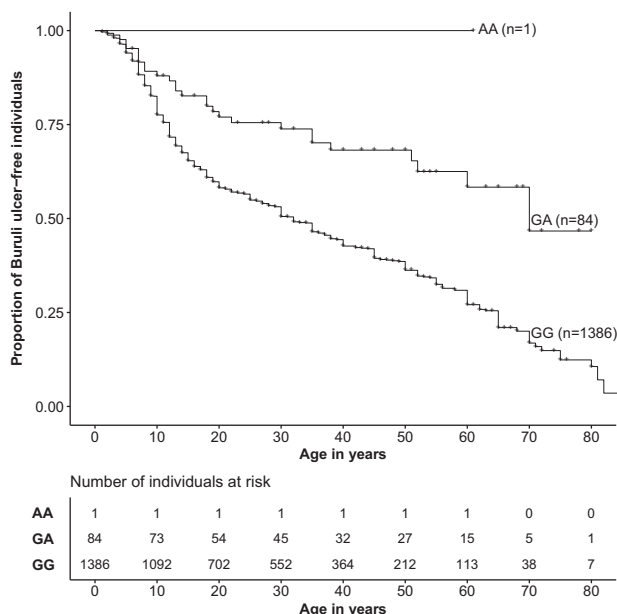 Proportion of Buruli ulcer-free individuals
1.00
0.75
0.50
0.25
0.00
AA (n=1)
GA (n=84)
GG (n=1386)
0 10 20 30 40 50 60 70 80
Age in years
Number of individuals at risk
AA 1 1 1 1 1 1 1 0 0
GA 84 73 54 45 32 27 15 5 1
GG 1386 1092 702 552 364 212 113 38 7
0 10 20 30 40 50 60 70 80
Age in years